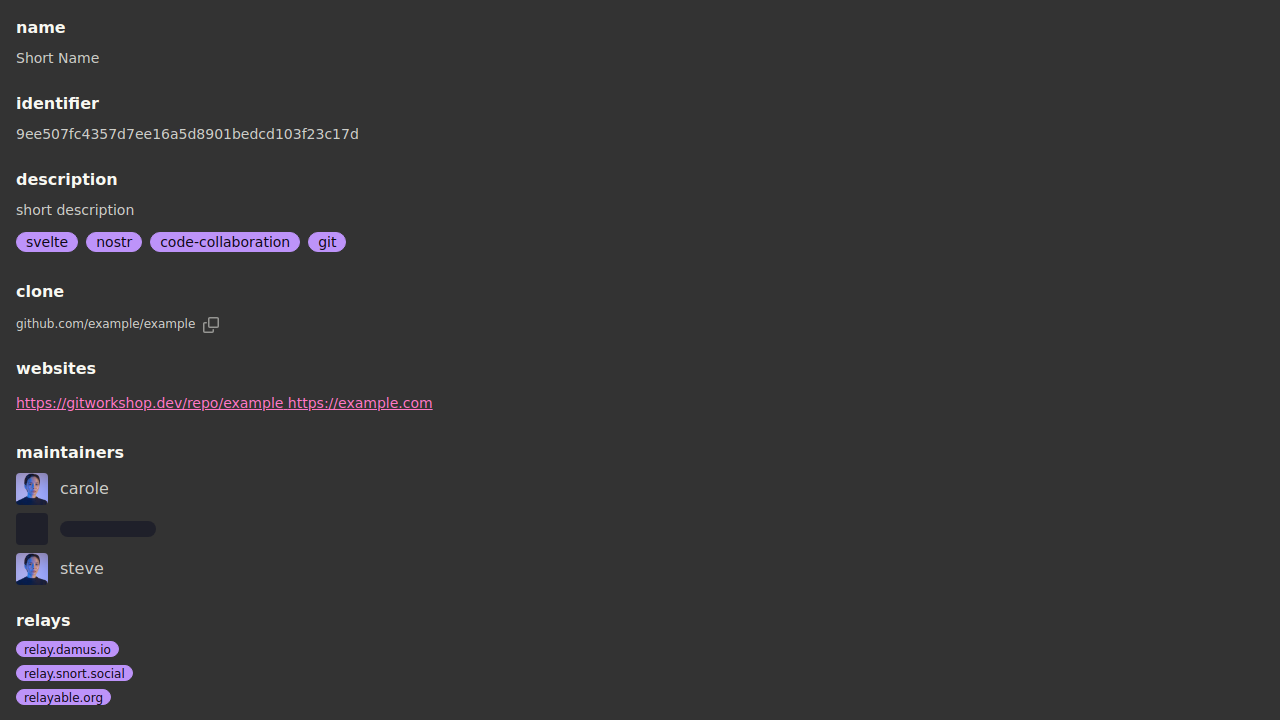 name
Short Name
identifier
9ee507fc4357d7ee16a5d8901bedcd103f23c17d
description
short description
svelte nostr code-collaboration git
clone
github.com/example/example
websites
https://gitworkshop.dev/repo/example https://example.com
maintainers
carole
steve
relays
relay.damus.io
relay.snort.social
relayable.org